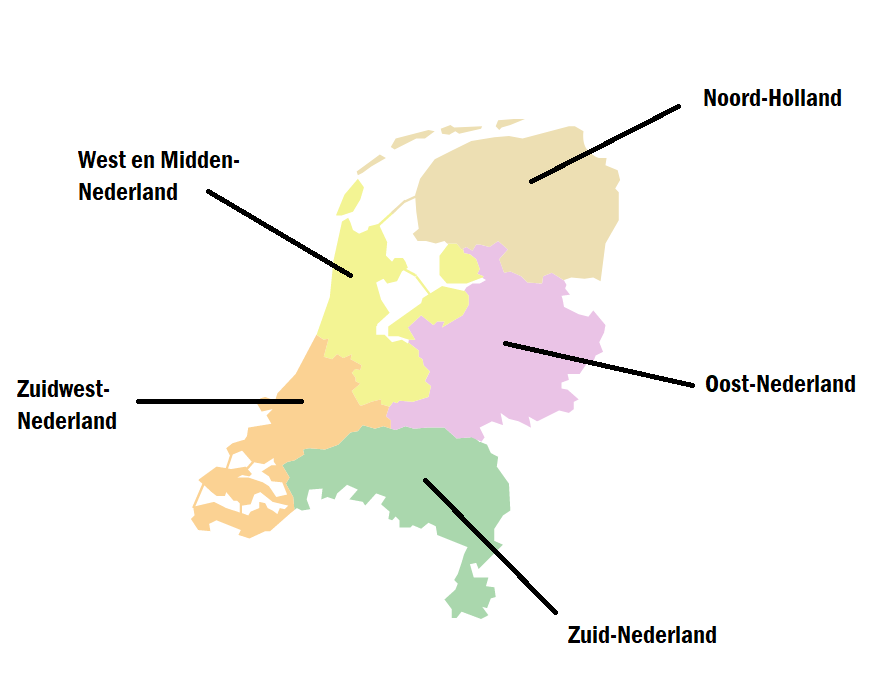 Noord-Holland
West en Midden-
Nederland
Oost-Nederland
Zuidwest-
Nederland
Zuid-Nederland